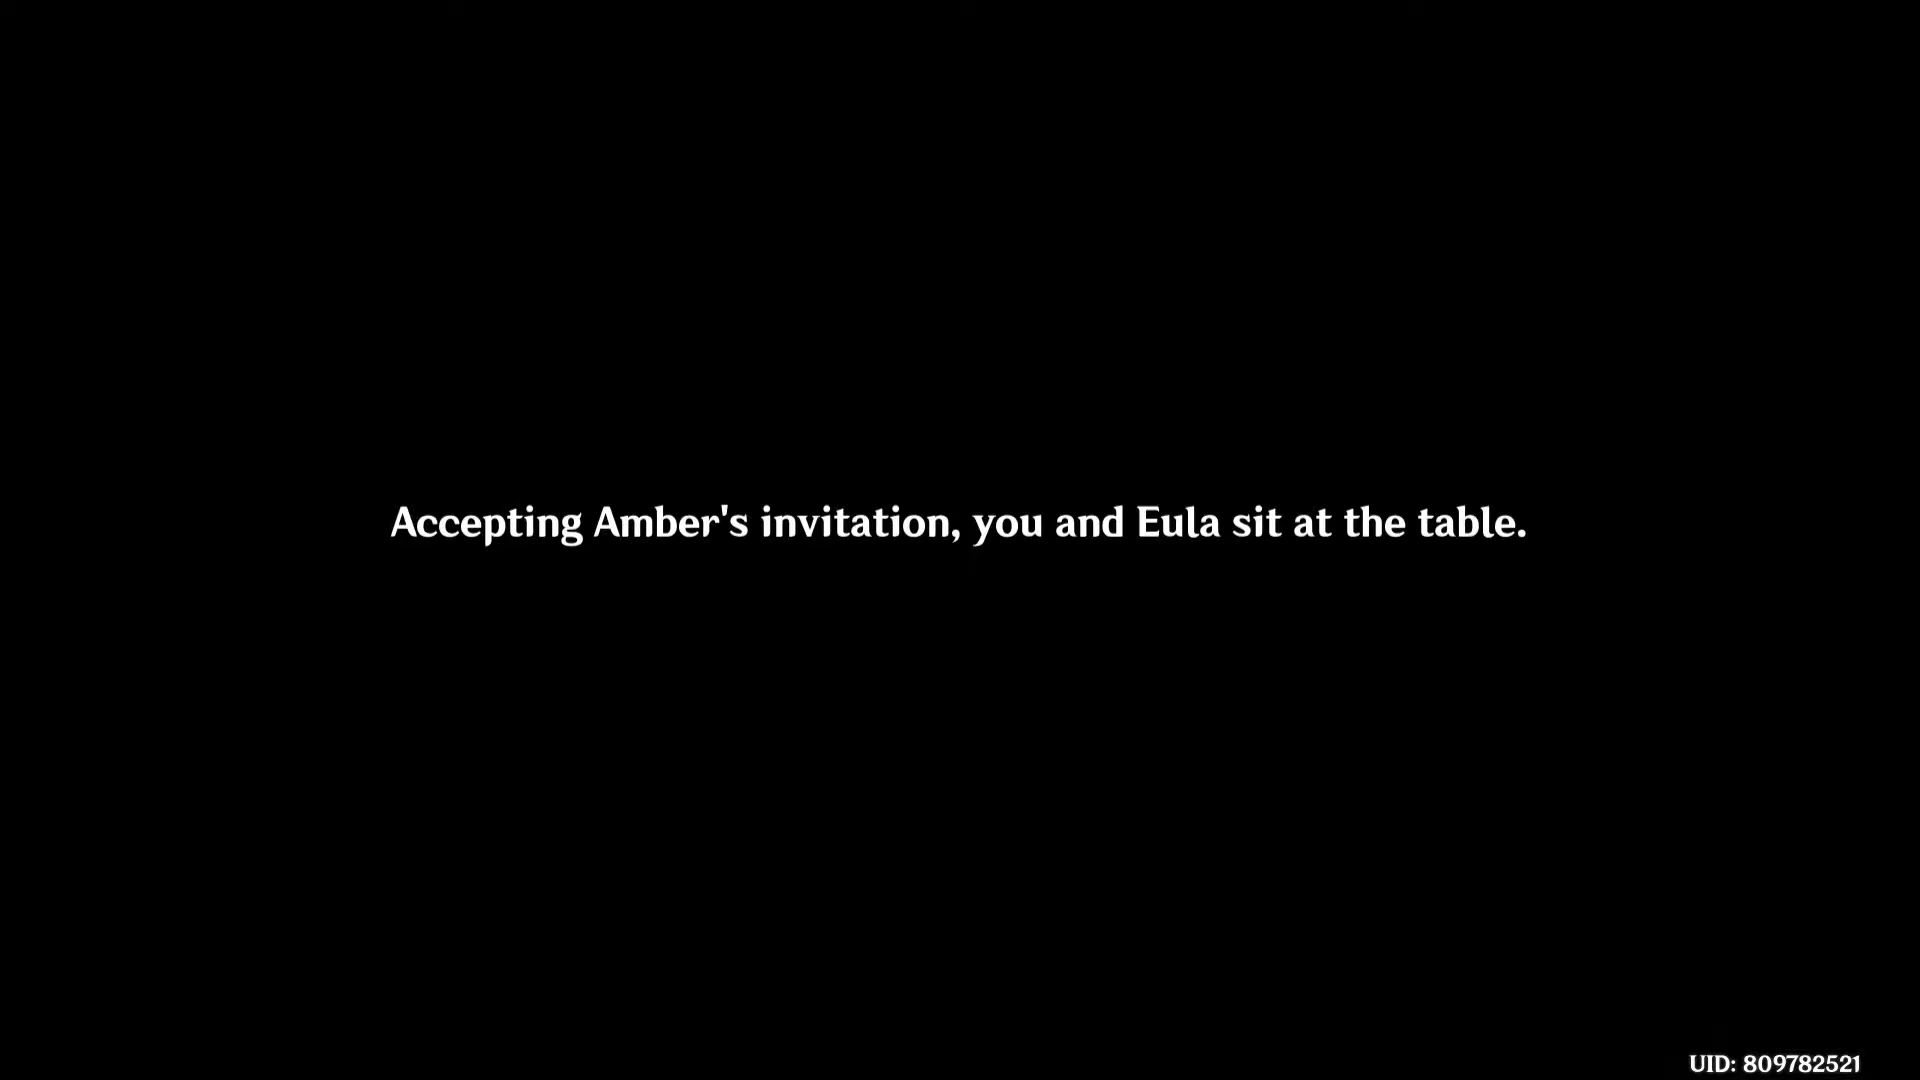 Accepting Amber's invitation, you and Eula sit at the table.
UID: 809782521